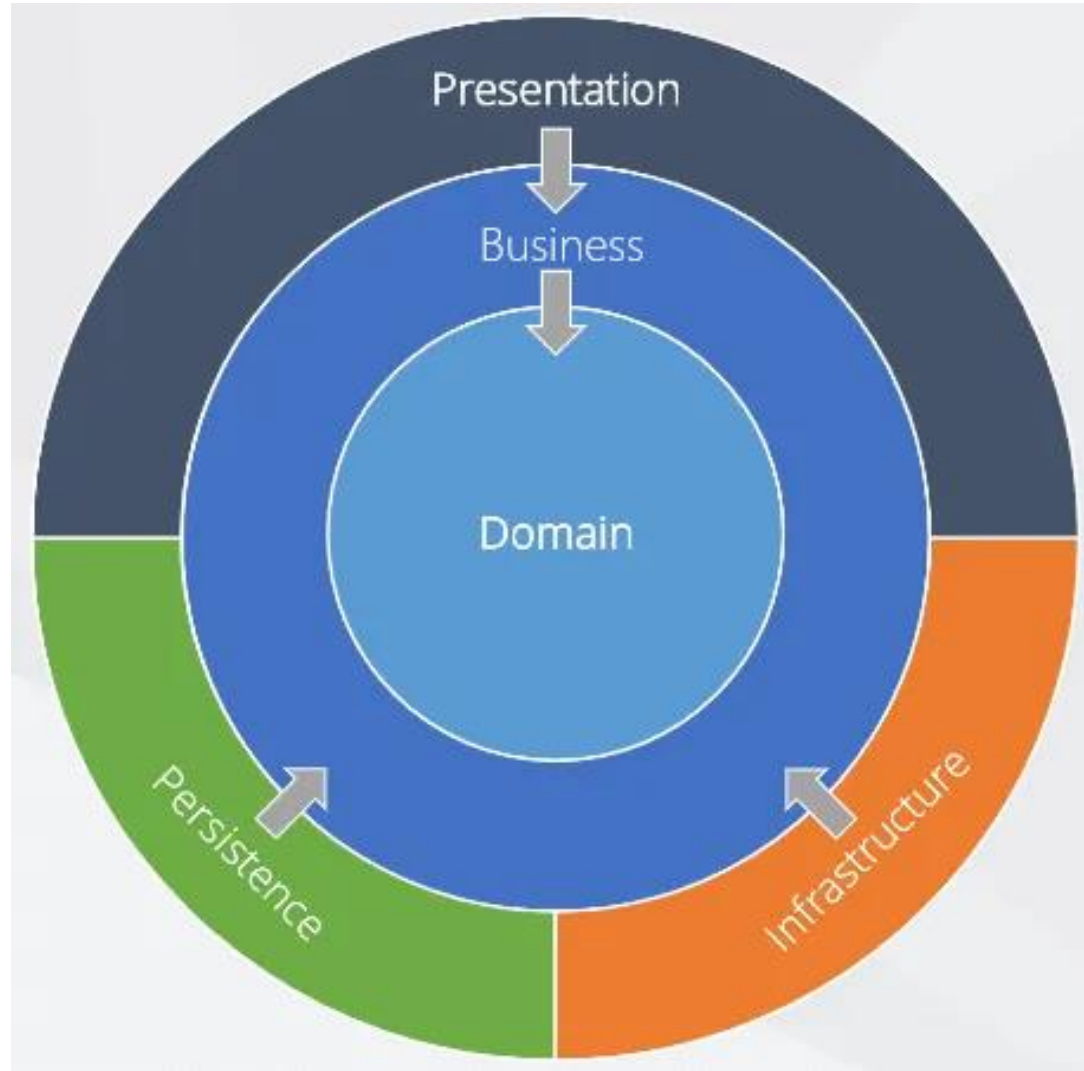 Presentation
Business
Domain
Persistence
Infrastructure